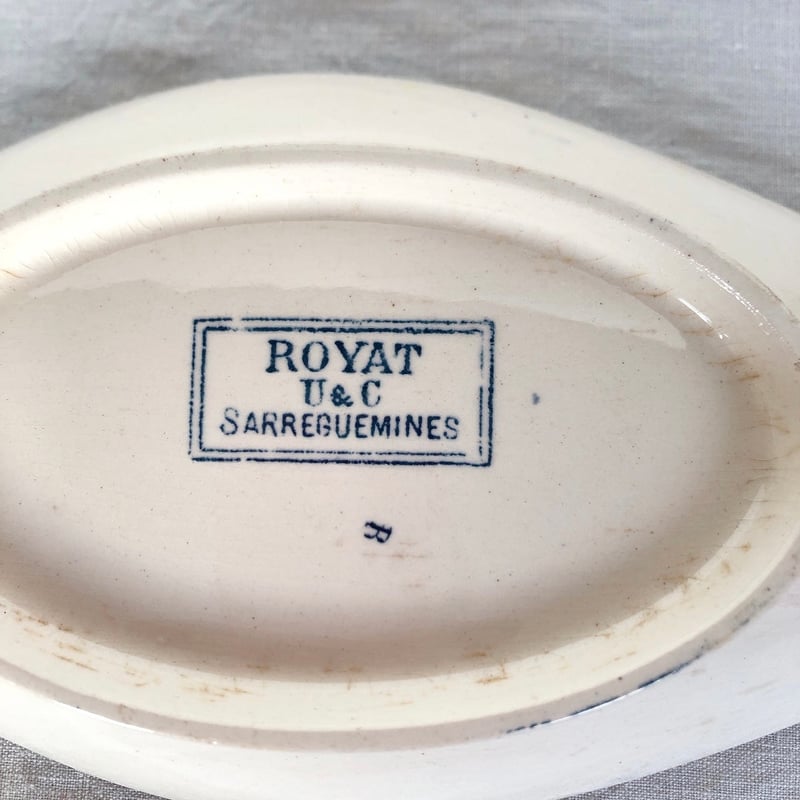 ROYAT
U & C
SARREGUEMINES
R